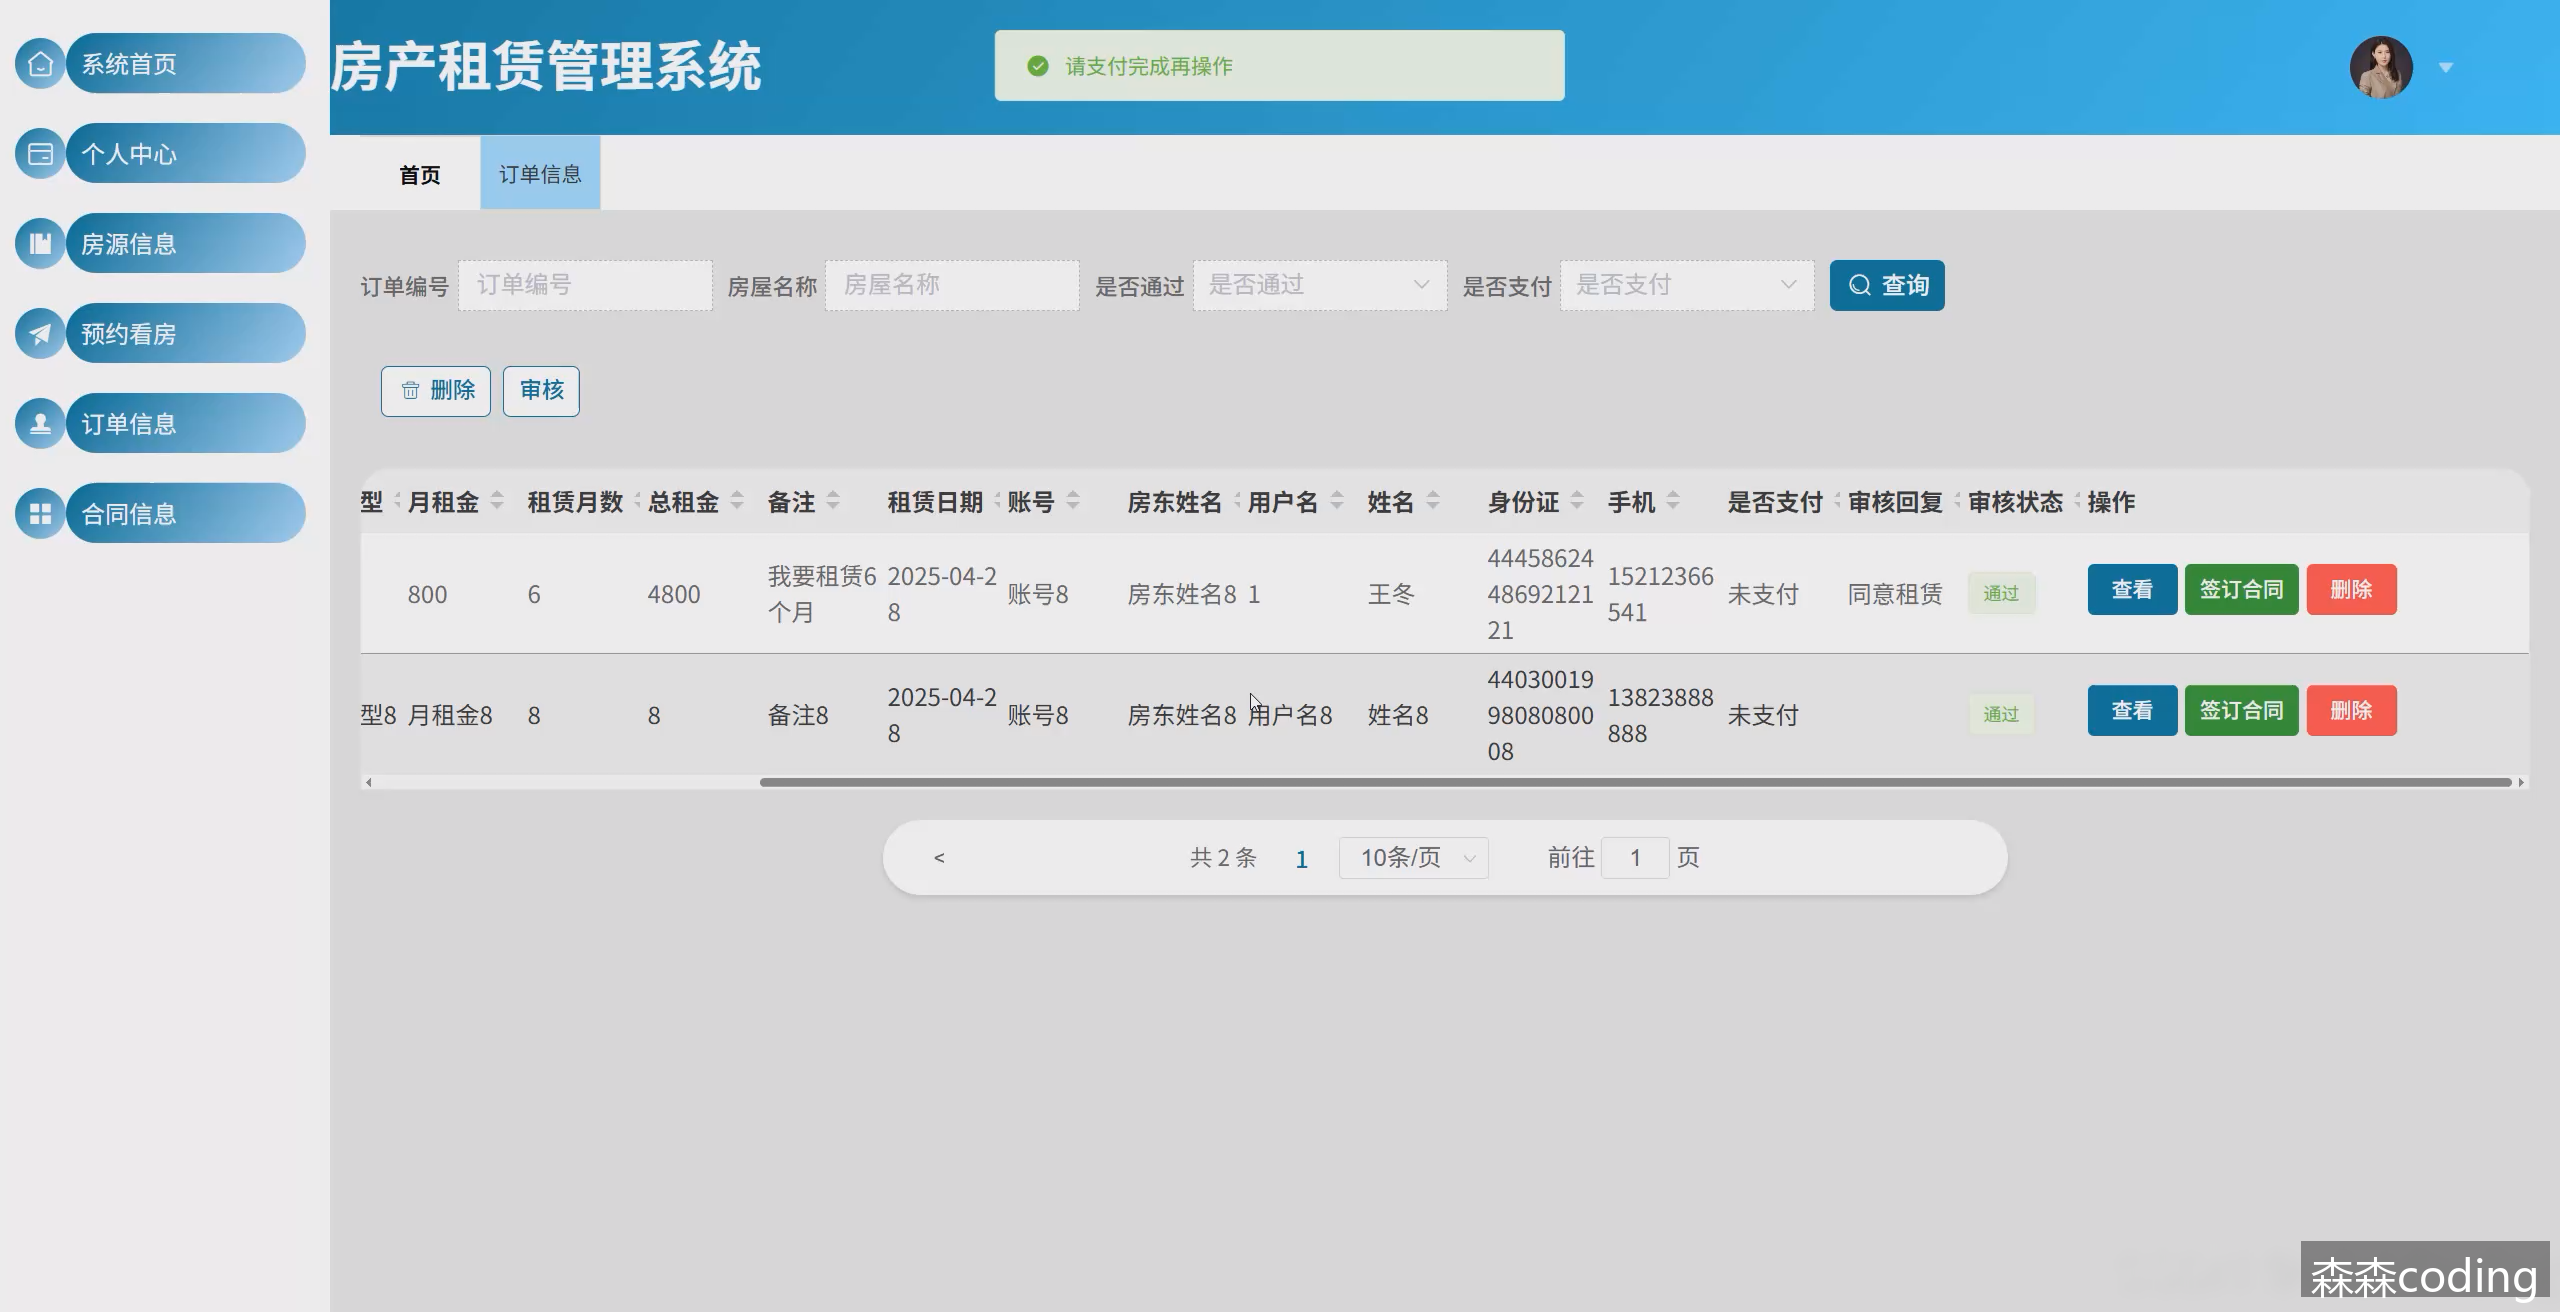 系统首页
个人中心
房源信息
预约看房
订单信息
合同信息
房产租赁管理系统
请支付完成再操作
首页 订单信息
订单编号 订单编号 房屋名称 房屋名称 是否通过 是否通过 是否支付 是否支付 查询
删除 审核
型 月租金 租赁月数 总租金 备注 租赁日期 账号 房东姓名 用户名 姓名 身份证 手机 是否支付 审核回复 审核状态 操作
800 6 4800 我要租赁6个月 2025-04-28 账号8 房东姓名8 1 王冬 444586244869212121 15212366541 未支付 同意租赁 通过 查看 签订合同 删除
型8 月租金8 8 8 备注8 2025-04-28 账号8 房东姓名8 用户名8 姓名8 440300199808080008 13823888888 未支付 通过 查看 签订合同 删除
< 共 2 条 1 10条/页 前往 1 页
森森coding